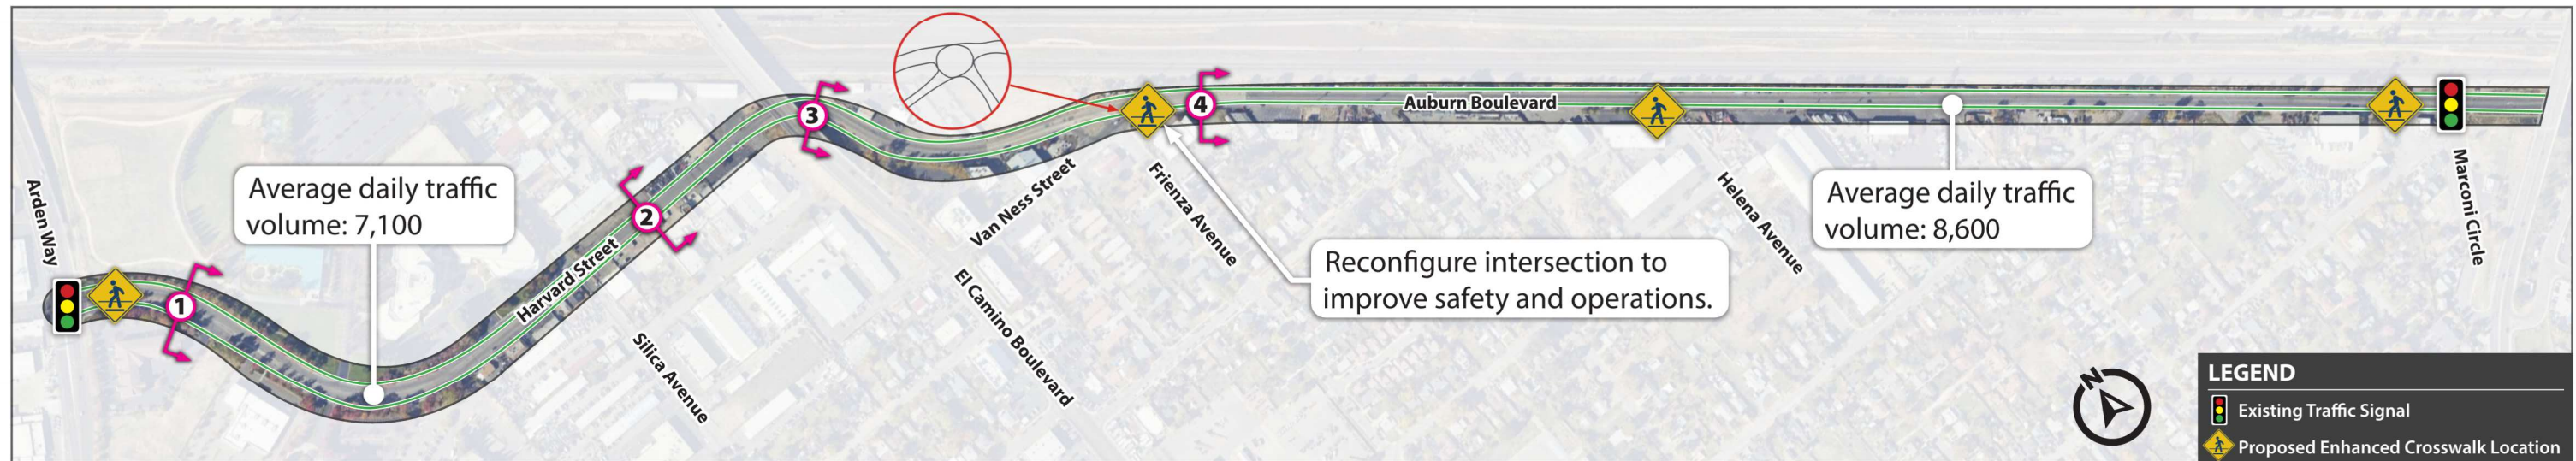 Arden Way
Average daily traffic
volume: 7,100
1
Harvard Street
2
Silica Avenue
3
Van Ness Street
El Camino Boulevard
4
Frienza Avenue
Auburn Boulevard
Reconfigure intersection to
improve safety and operations.
Helena Avenue
Average daily traffic
volume: 8,600
Marconi Circle
N
LEGEND
Existing Traffic Signal
Proposed Enhanced Crosswalk Location